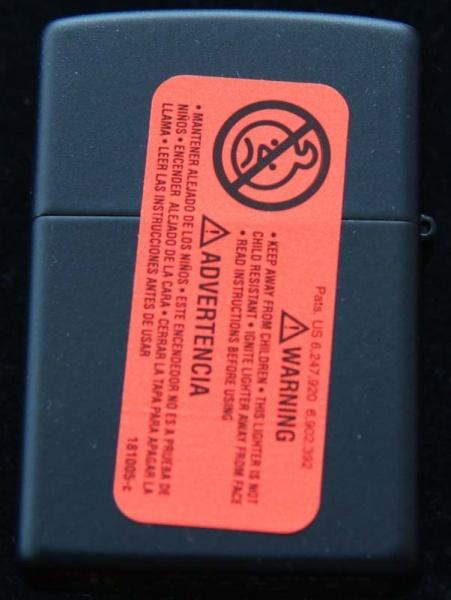 Pats. US 6,247,920 6,902,392
WARNING
• KEEP AWAY FROM CHILDREN • THIS LIGHTER IS NOT
CHILD RESISTANT • IGNITE LIGHTER AWAY FROM FACE
• READ INSTRUCTIONS BEFORE USING
ADVERTENCIA
• MANTENER ALEJADO DE LOS NIÑOS • ESTE ENCENDEDOR NO ES A PRUEBA DE
NIÑOS • ENCENDER ALEJADO DE LA CARA • CERRAR LA TAPA PARA APAGAR LA
LLAMA • LEER LAS INSTRUCCIONES ANTES DE USAR
181005-c